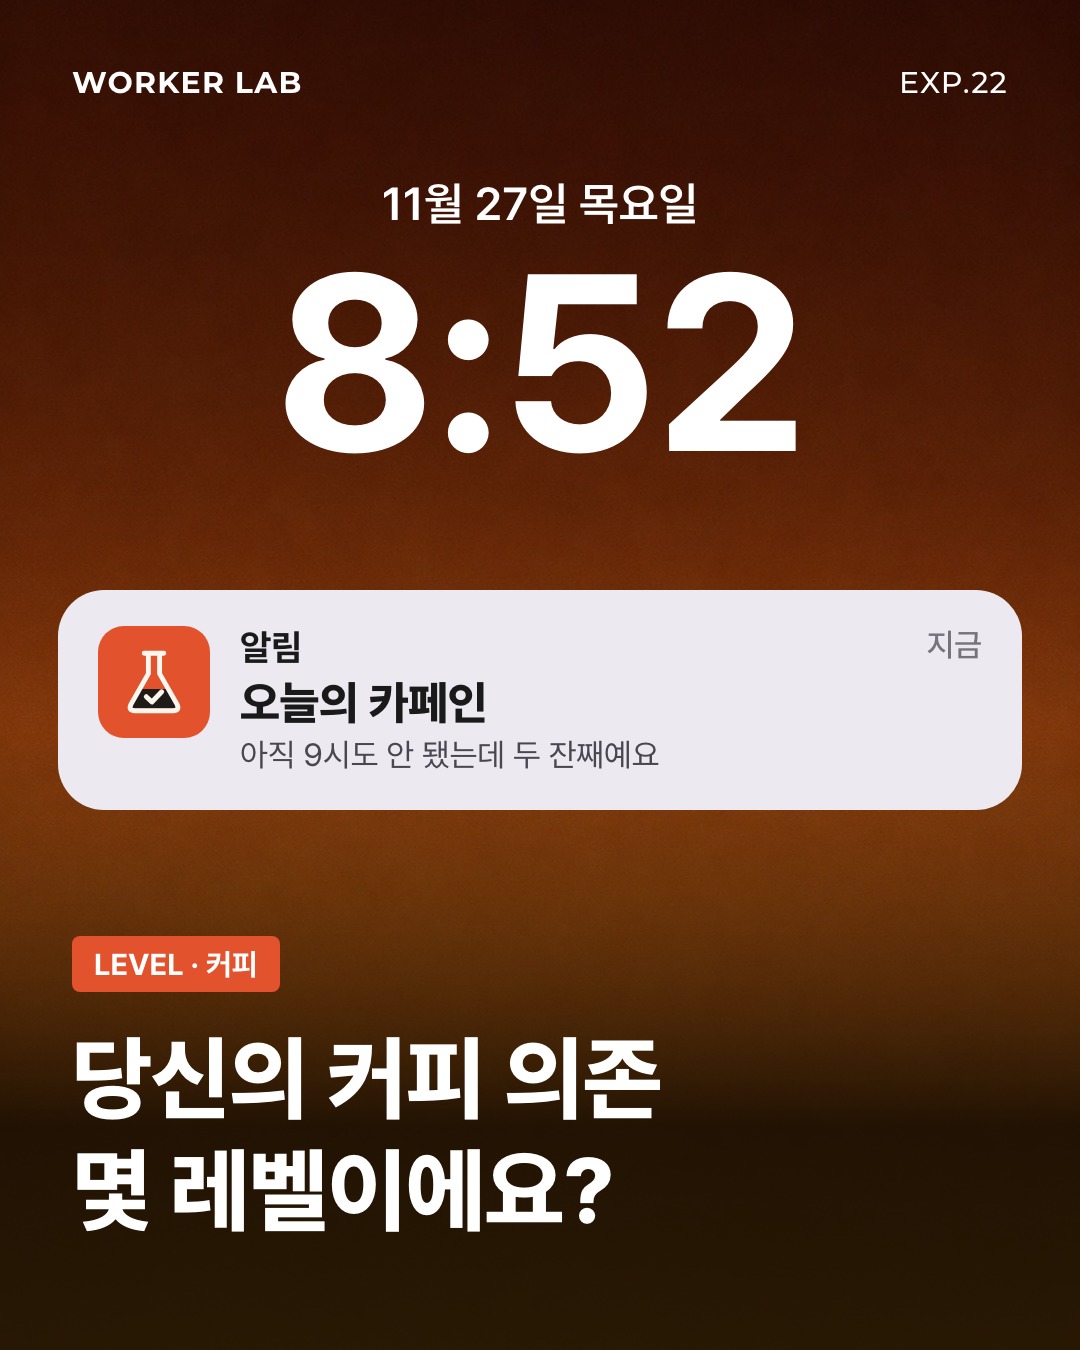 WORKER LAB
EXP.22
11월 27일 목요일
8:52
알림
지금
오늘의 카페인
아직 9시도 안 됐는데 두 잔째예요
LEVEL · 커피
당신의 커피 의존
몇 레벨이에요?